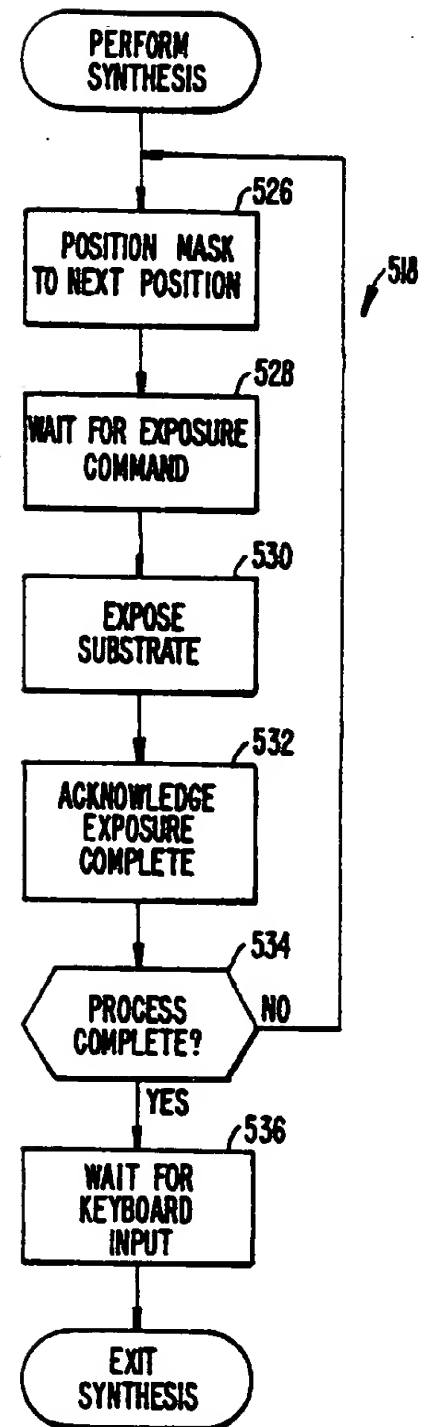 PERFORM
SYNTHESIS
526
POSITION MASK
TO NEXT POSITION
518
528
WAIT FOR EXPOSURE
COMMAND
530
EXPOSE
SUBSTRATE
532
ACKNOWLEDGE
EXPOSURE
COMPLETE
534
PROCESS
COMPLETE?
NO
YES
536
WAIT FOR
KEYBOARD
INPUT
EXIT
SYNTHESIS